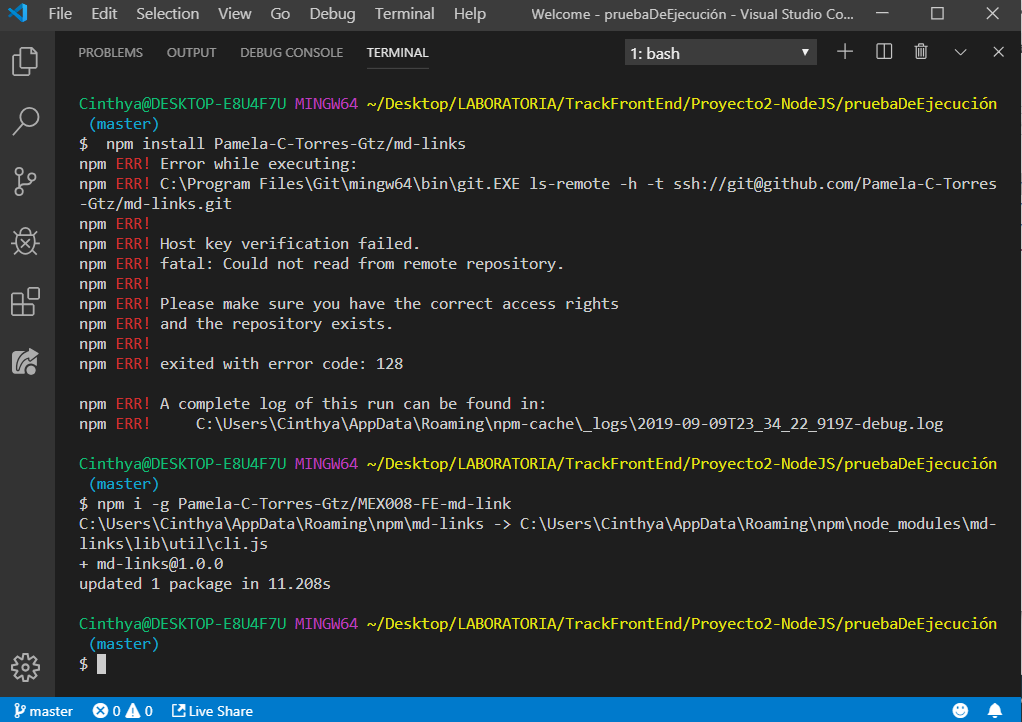 File Edit Selection View Go Debug Terminal Help Welcome - pruebaDeEjecución - Visual Studio Co...
PROBLEMS OUTPUT DEBUG CONSOLE TERMINAL 1: bash
Cinthya@DESKTOP-E8U4F7U MINGW64 ~/Desktop/LABORATORIA/TrackFrontEnd/Proyecto2-NodeJS/pruebaDeEjecución
(master)
$  npm install Pamela-C-Torres-Gtz/md-links
npm ERR! Error while executing:
npm ERR! C:\Program Files\Git\mingw64\bin\git.EXE ls-remote -h -t ssh://git@github.com/Pamela-C-Torres
-Gtz/md-links.git
npm ERR!
npm ERR! Host key verification failed.
npm ERR! fatal: Could not read from remote repository.
npm ERR!
npm ERR! Please make sure you have the correct access rights
npm ERR! and the repository exists.
npm ERR!
npm ERR! exited with error code: 128
npm ERR! A complete log of this run can be found in:
npm ERR!     C:\Users\Cinthya\AppData\Roaming\npm-cache\_logs\2019-09-09T23_34_22_919Z-debug.log
Cinthya@DESKTOP-E8U4F7U MINGW64 ~/Desktop/LABORATORIA/TrackFrontEnd/Proyecto2-NodeJS/pruebaDeEjecución
(master)
$ npm i -g Pamela-C-Torres-Gtz/MEX008-FE-md-link
C:\Users\Cinthya\AppData\Roaming\npm\md-links -> C:\Users\Cinthya\AppData\Roaming\npm\node_modules\md-
links\lib\util\cli.js
+ md-links@1.0.0
updated 1 package in 11.208s
Cinthya@DESKTOP-E8U4F7U MINGW64 ~/Desktop/LABORATORIA/TrackFrontEnd/Proyecto2-NodeJS/pruebaDeEjecución
(master)
$
master 0 0 Live Share